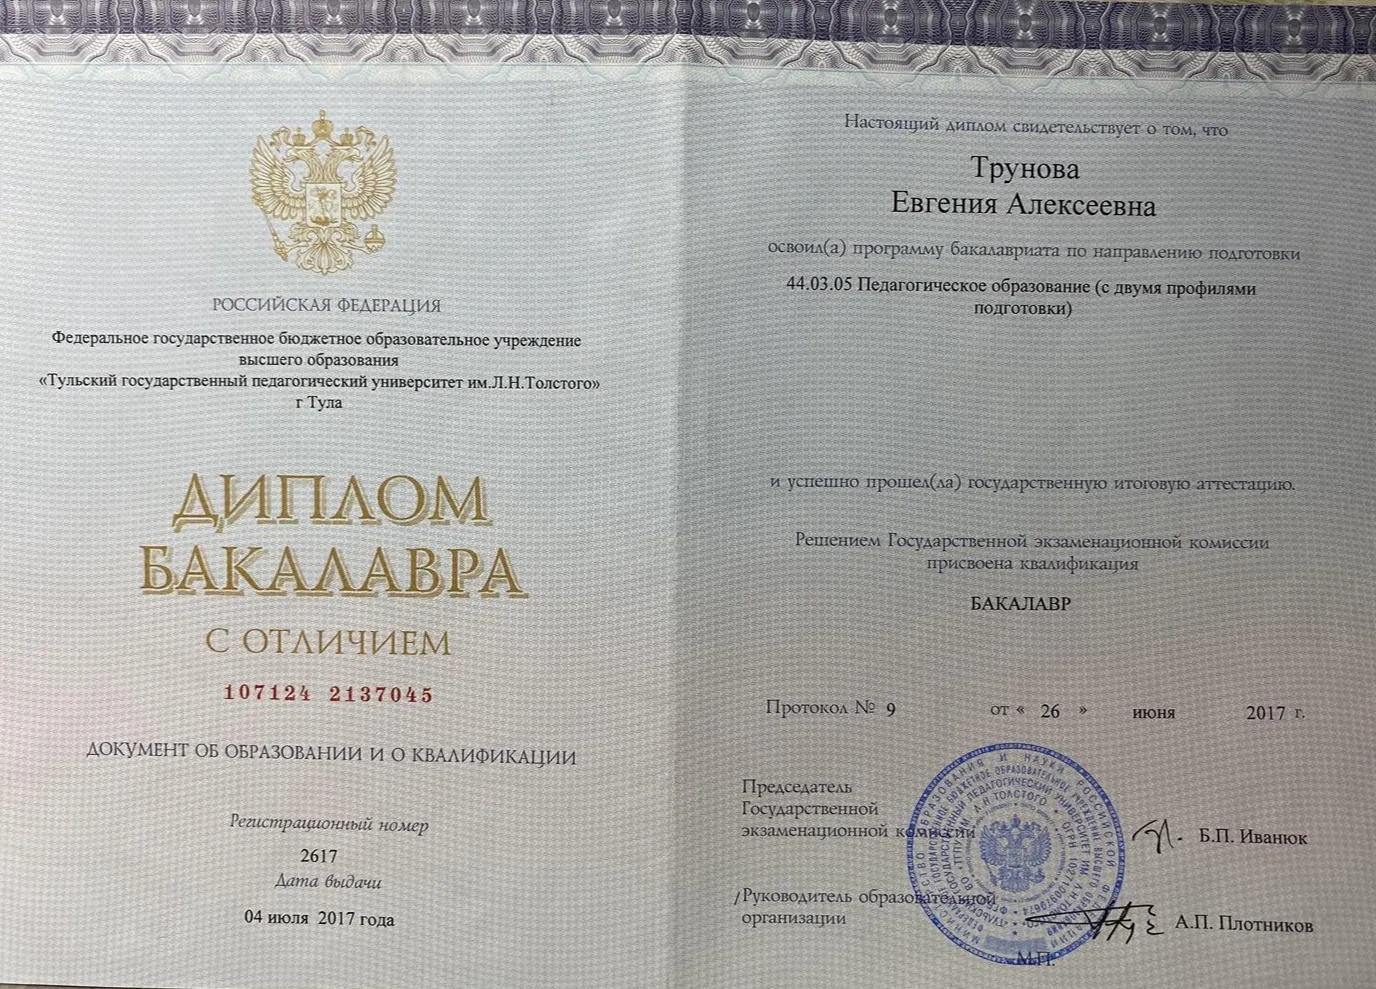 РОССИЙСКАЯ ФЕДЕРАЦИЯ
Федеральное государственное бюджетное образовательное учреждение
высшего образования
«Тульский государственный педагогический университет им.Л.Н.Толстого»
г Тула
ДИПЛОМ
БАКАЛАВРА
С ОТЛИЧИЕМ
107124 2137045
ДОКУМЕНТ ОБ ОБРАЗОВАНИИ И О КВАЛИФИКАЦИИ
Регистрационный номер
2617
Дата выдачи
04 июля 2017 года
Настоящий диплом свидетельствует о том, что
Трунова
Евгения Алексеевна
освоил(а) программу бакалавриата по направлению подготовки
44.03.05 Педагогическое образование (с двумя профилями
подготовки)
и успешно прошел(ла) государственную итоговую аттестацию.
Решением Государственной экзаменационной комиссии
присвоена квалификация
БАКАЛАВР
Протокол № 9 от « 26 » июня 2017 г.
Председатель
Государственной
экзаменационной комиссии
Б.П. Иванюк
/Руководитель образовательной
организации
А.П. Плотников
М.П.